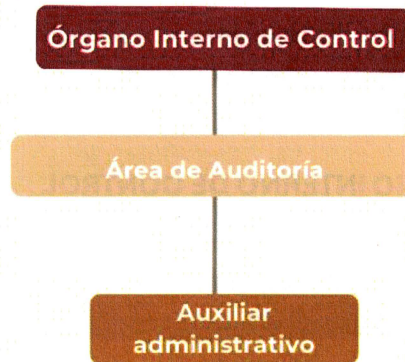 Órgano Interno de Control
Área de Auditoría
Auxiliar
administrativo